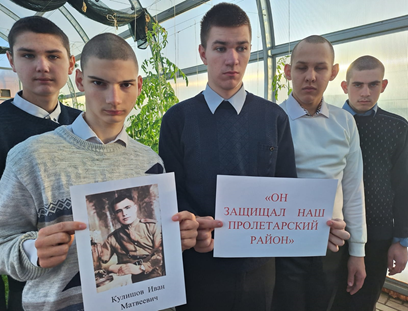 Кулишов Иван
Матвеевич
«ОН
ЗАЩИЩАЛ НАШ
ПРОЛЕТАРСКИЙ
РАЙОН»